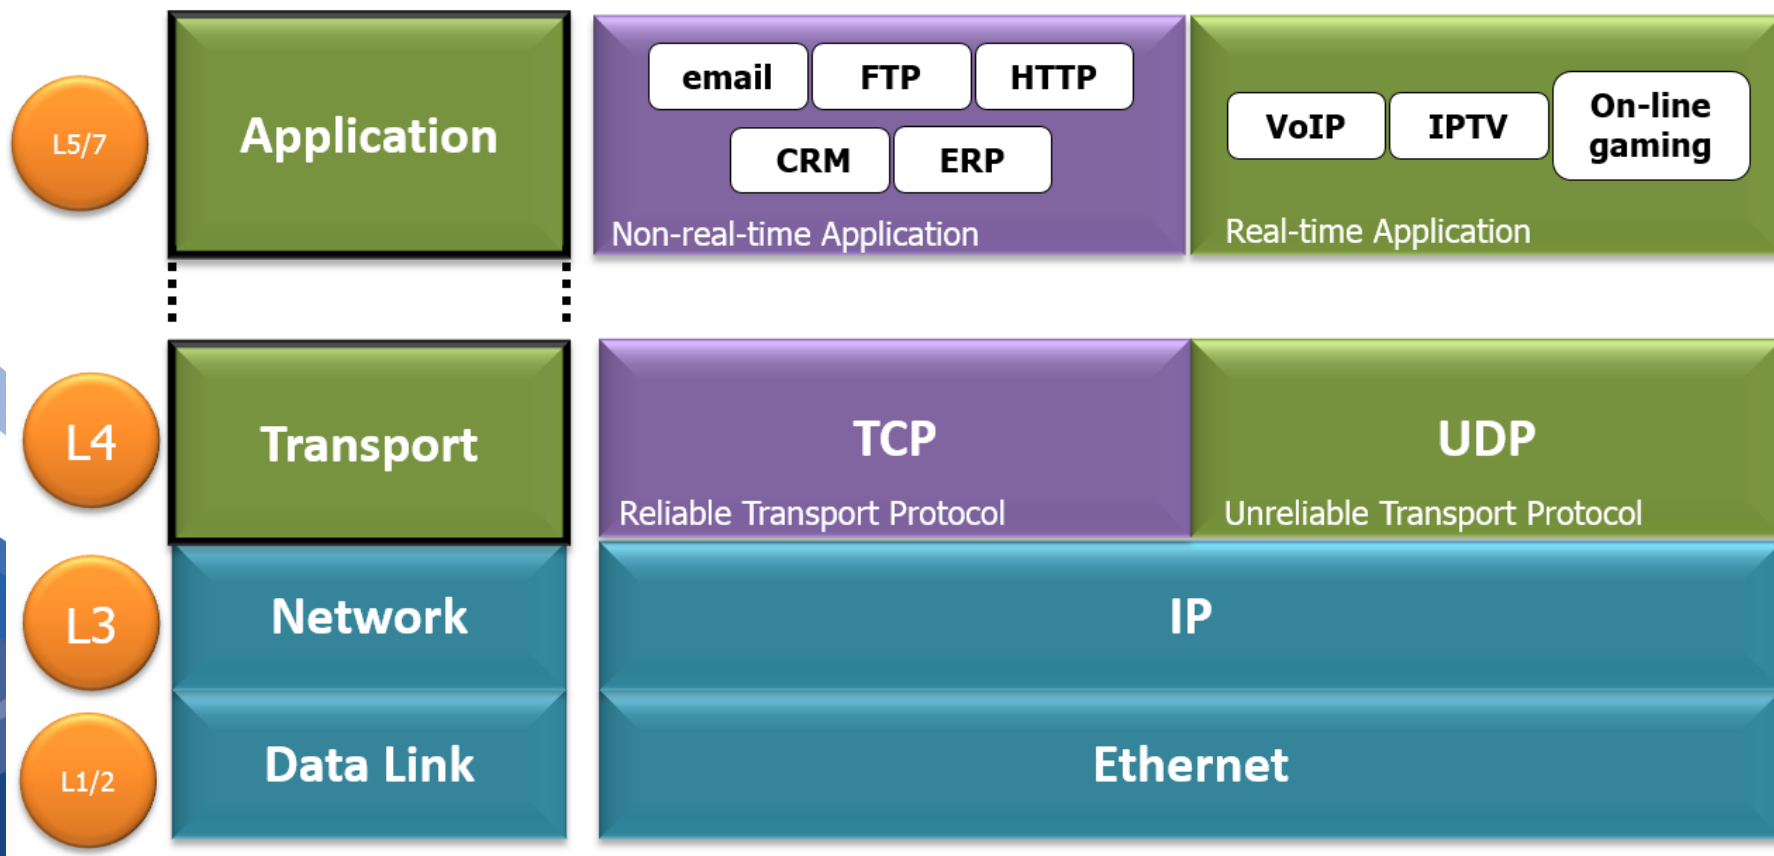 L5/7
Application
email
FTP
HTTP
CRM
ERP
Non-real-time Application
VoIP
IPTV
On-line
gaming
Real-time Application
L4
Transport
TCP
Reliable Transport Protocol
UDP
Unreliable Transport Protocol
L3
Network
IP
L1/2
Data Link
Ethernet